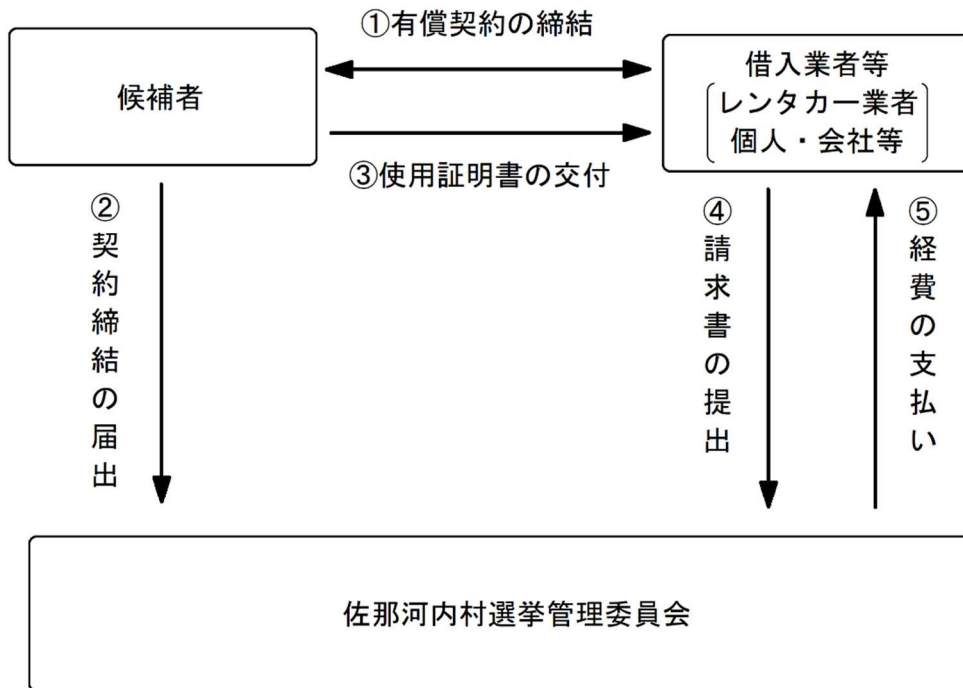 ①有償契約の締結
候補者
借入業者等
レンタカー業者
個人・会社等
③使用証明書の交付
②契約締結の届出
④請求書の提出
⑤経費の支払い
佐那河内村選挙管理委員会